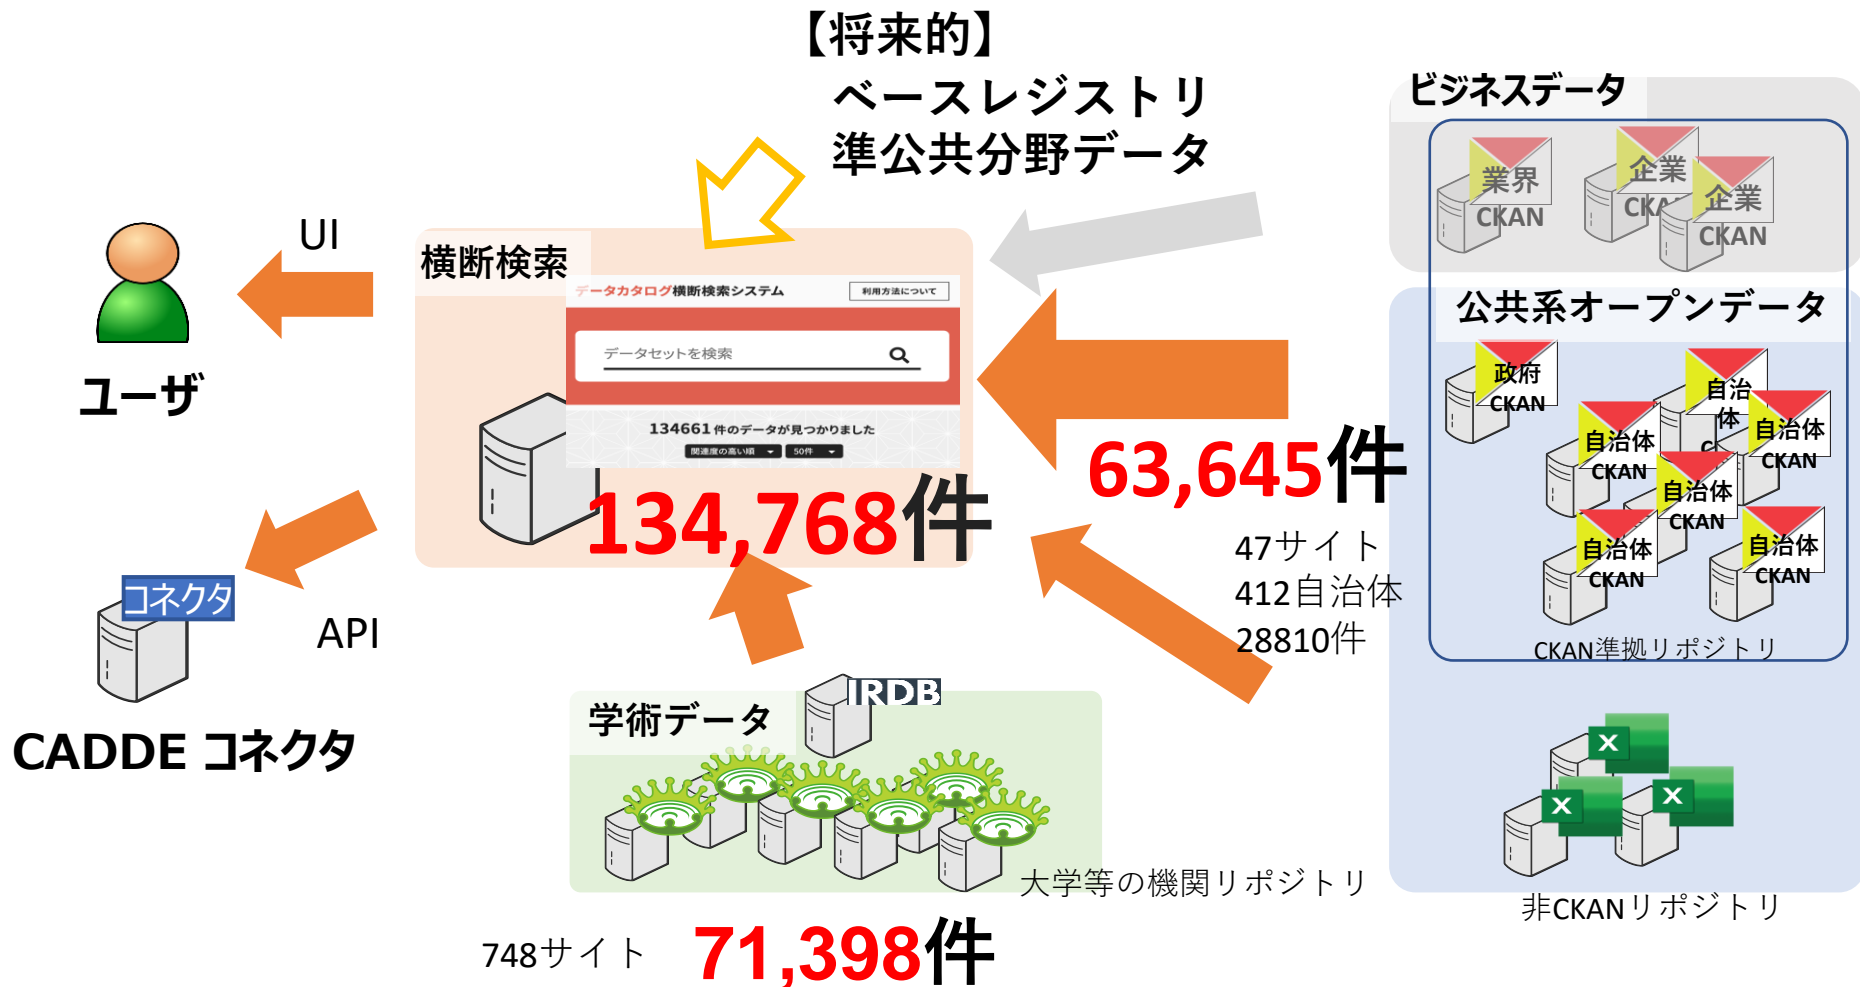 【将来的】
ベースレジストリ
準公共分野データ
ビジネスデータ
業界
CKAN
企業
企業
CKAN
UI
横断検索
データカタログ横断検索システム
利用方法について
データセットを検索
134661件のデータが見つかりました
関連度の高い順
50件
134,768件
ユーザ
API
コネクタ
CADDE コネクタ
公共系オープンデータ
政府
CKAN
自治
体
自治体
CKAN
自治体
CKAN
自治体
CKAN
自治体
CKAN
自治体
CKAN
CKAN準拠リポジトリ
63,645件
47サイト
412自治体
28810件
学術データ
IRDB
大学等の機関リポジトリ
748サイト
71,398件
非CKANリポジトリ